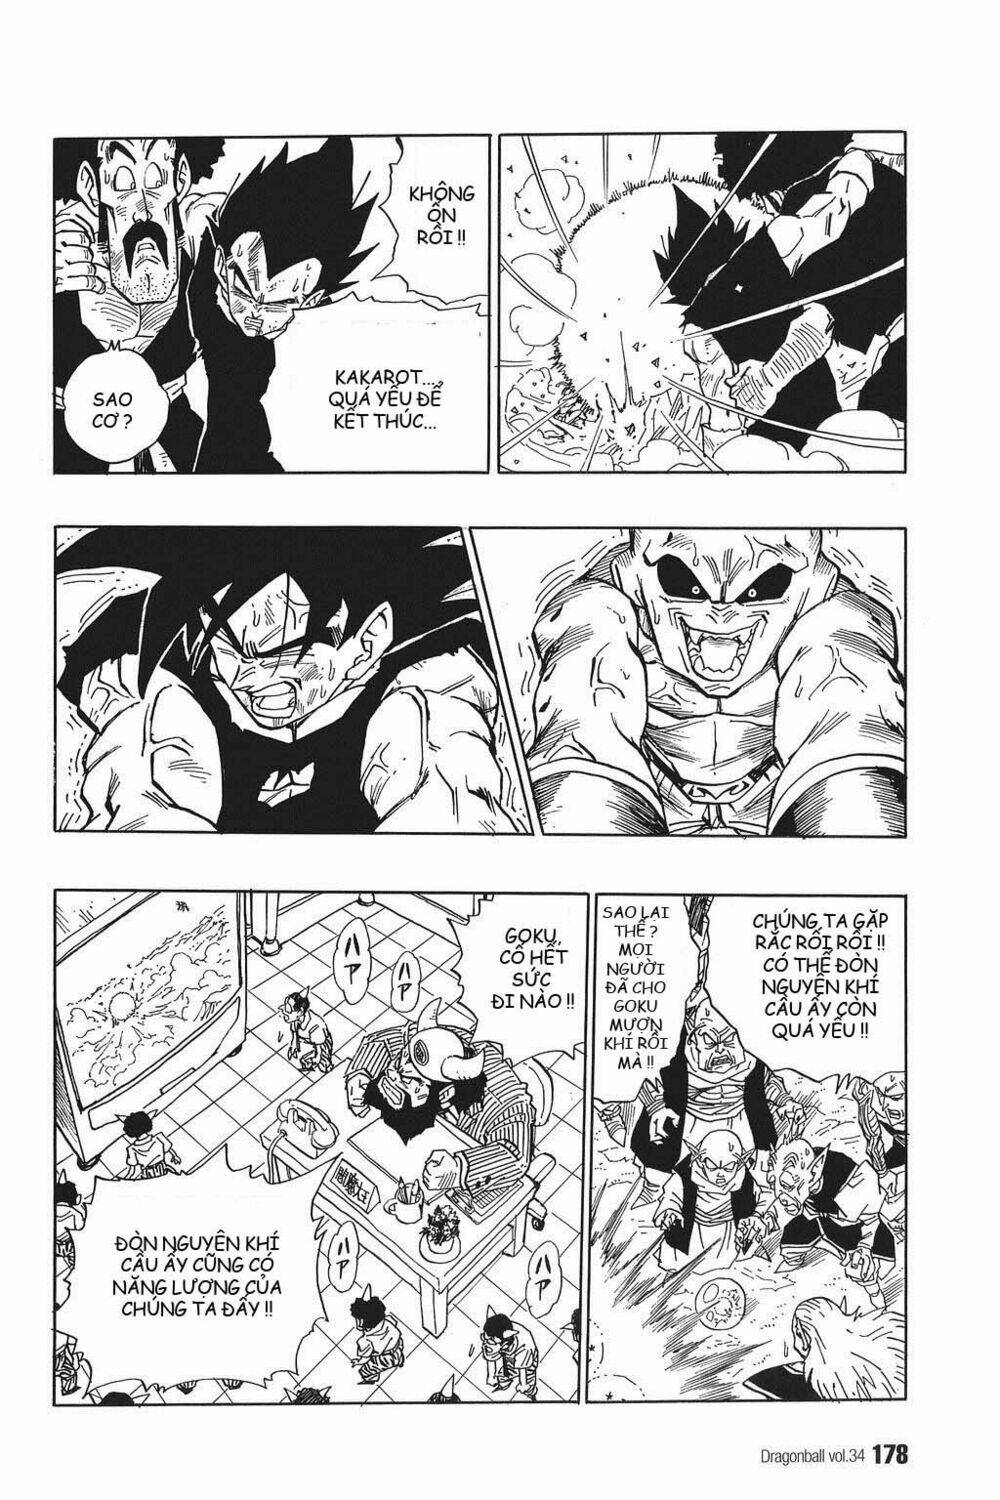 KHÔNG
ỔN
RỒI !!
KAKAROT...
QUÁ YẾU ĐỂ
KẾT THÚC...
SAO
CƠ ?
CHÚNG TA GẶP
RẮC RỐI RỒI !!
CÓ THỂ ĐÒN
NGUYÊN KHÍ
CẦU ẤY CÒN
QUÁ YẾU !!
SAO LẠI
THẾ ?
MỌI
NGƯỜI
ĐÃ CHO
GOKU
MƯỢN
KHÍ RỒI
MÀ !!
GOKU,
CỐ HẾT
SỨC
ĐI NÀO !!
ハア
ハア
ハア
ĐÒN NGUYÊN KHÍ
CẦU ẤY CŨNG CÓ
NĂNG LƯỢNG CỦA
CHÚNG TA ĐẤY !!
Dragonball vol.34 178